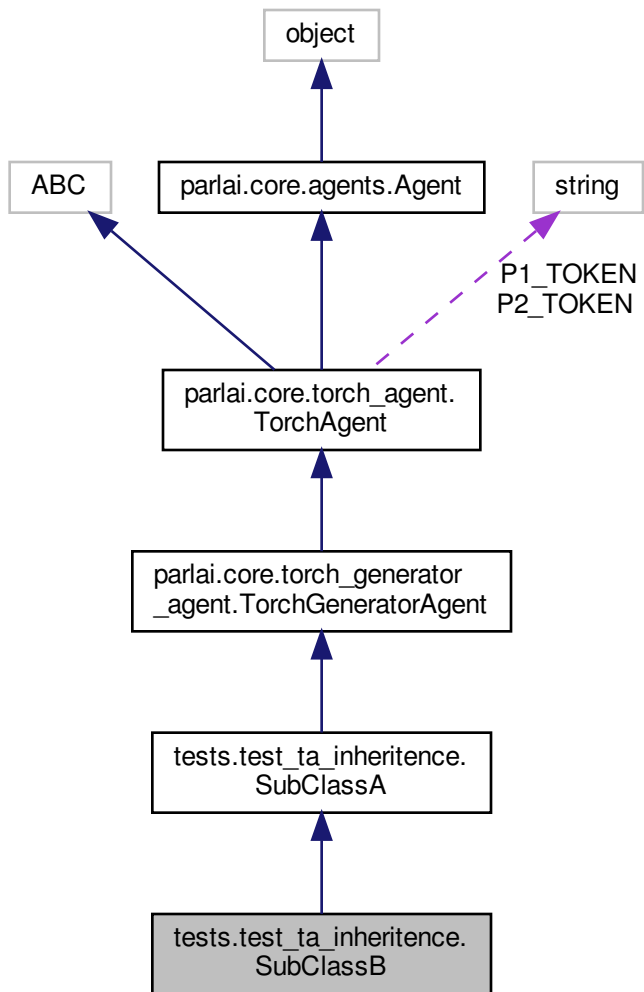 object
ABC
parlai.core.agents.Agent
string
P1_TOKEN
P2_TOKEN
parlai.core.torch_agent.
TorchAgent
parlai.core.torch_generator
_agent.TorchGeneratorAgent
tests.test_ta_inheritence.
SubClassA
tests.test_ta_inheritence.
SubClassB